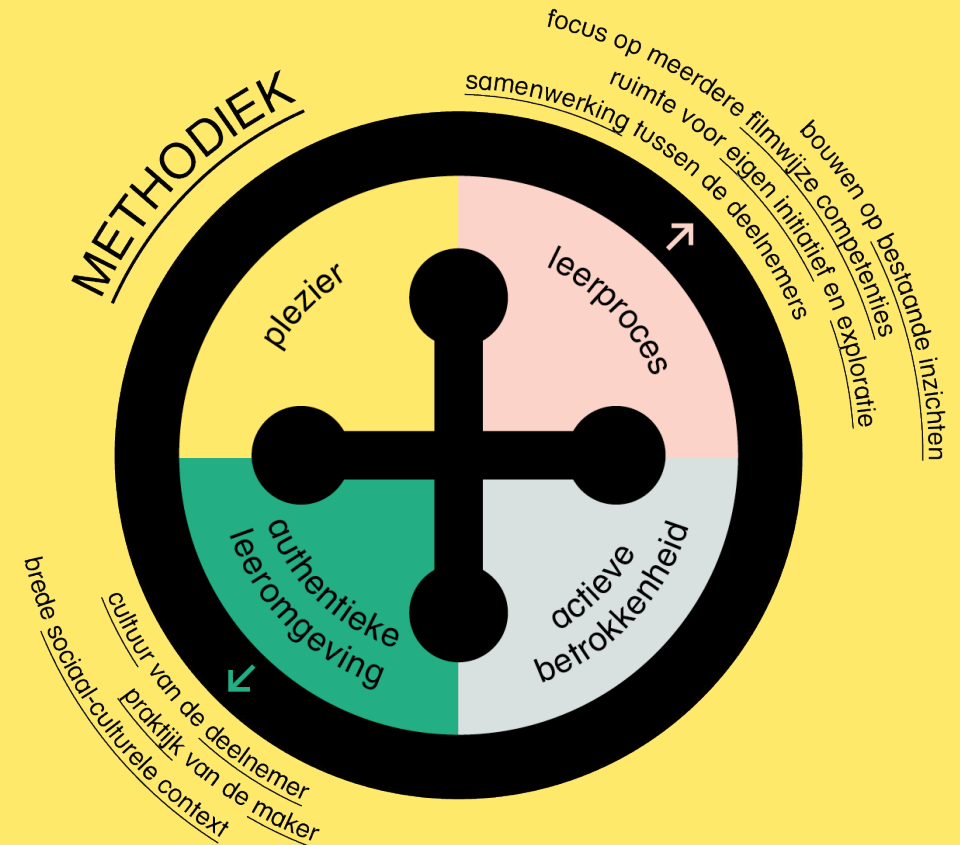 METHODIEK
focus op meerdere filmwijze competenties
bouwen op bestaande inzichten
ruimte voor eigen initiatief en exploratie
samenwerking tussen de deelnemers
plezier
leerproces
authentieke
leeromgeving
actieve
betrokkenheid
cultuur van de deelnemer
praktijk van de maker
brede sociaal-culturele context